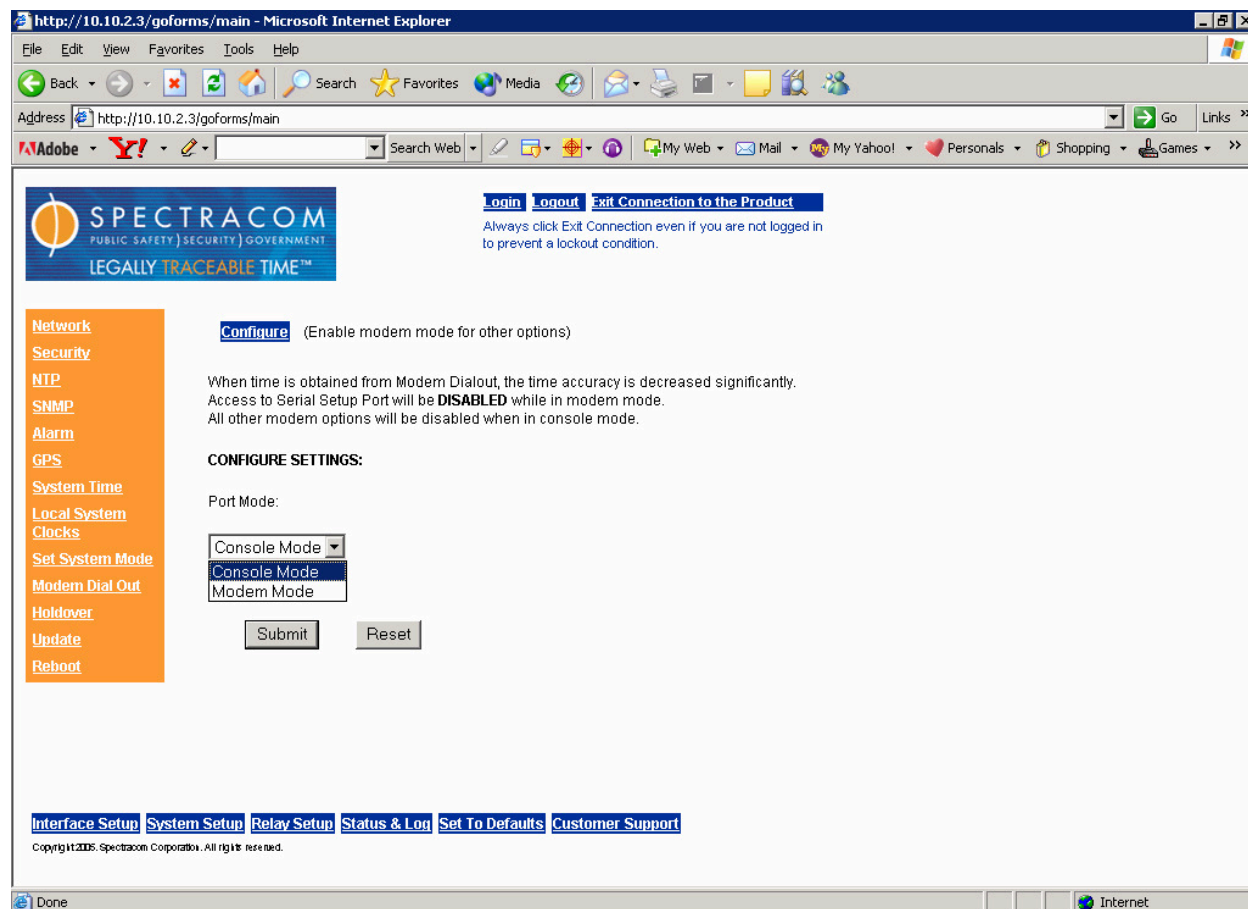 http://10.10.2.3/goforms/main - Microsoft Internet Explorer
File Edit View Favorites Tools Help
Back Search Favorites Media
Address http://10.10.2.3/goforms/main Go Links »
Adobe Y! Search Web My Web Mail My Yahoo! Personals Shopping Games »
SPECTRACOM
PUBLIC SAFETY ) SECURITY ) GOVERNMENT
LEGALLY TRACEABLE TIME™
Login Logout Exit Connection to the Product
Always click Exit Connection even if you are not logged in
to prevent a lockout condition.
Network
Security
NTP
SNMP
Alarm
GPS
System Time
Local System
Clocks
Set System Mode
Modem Dial Out
Holdover
Update
Reboot
Configure (Enable modem mode for other options)
When time is obtained from Modem Dialout, the time accuracy is decreased significantly.
Access to Serial Setup Port will be DISABLED while in modem mode.
All other modem options will be disabled when in console mode.
CONFIGURE SETTINGS:
Port Mode:
Console Mode
Console Mode
Modem Mode
Submit Reset
Interface Setup System Setup Relay Setup Status & Log Set To Defaults Customer Support
Copyright 2005. Spectracom Corporation. All rights reserved.
Done Internet